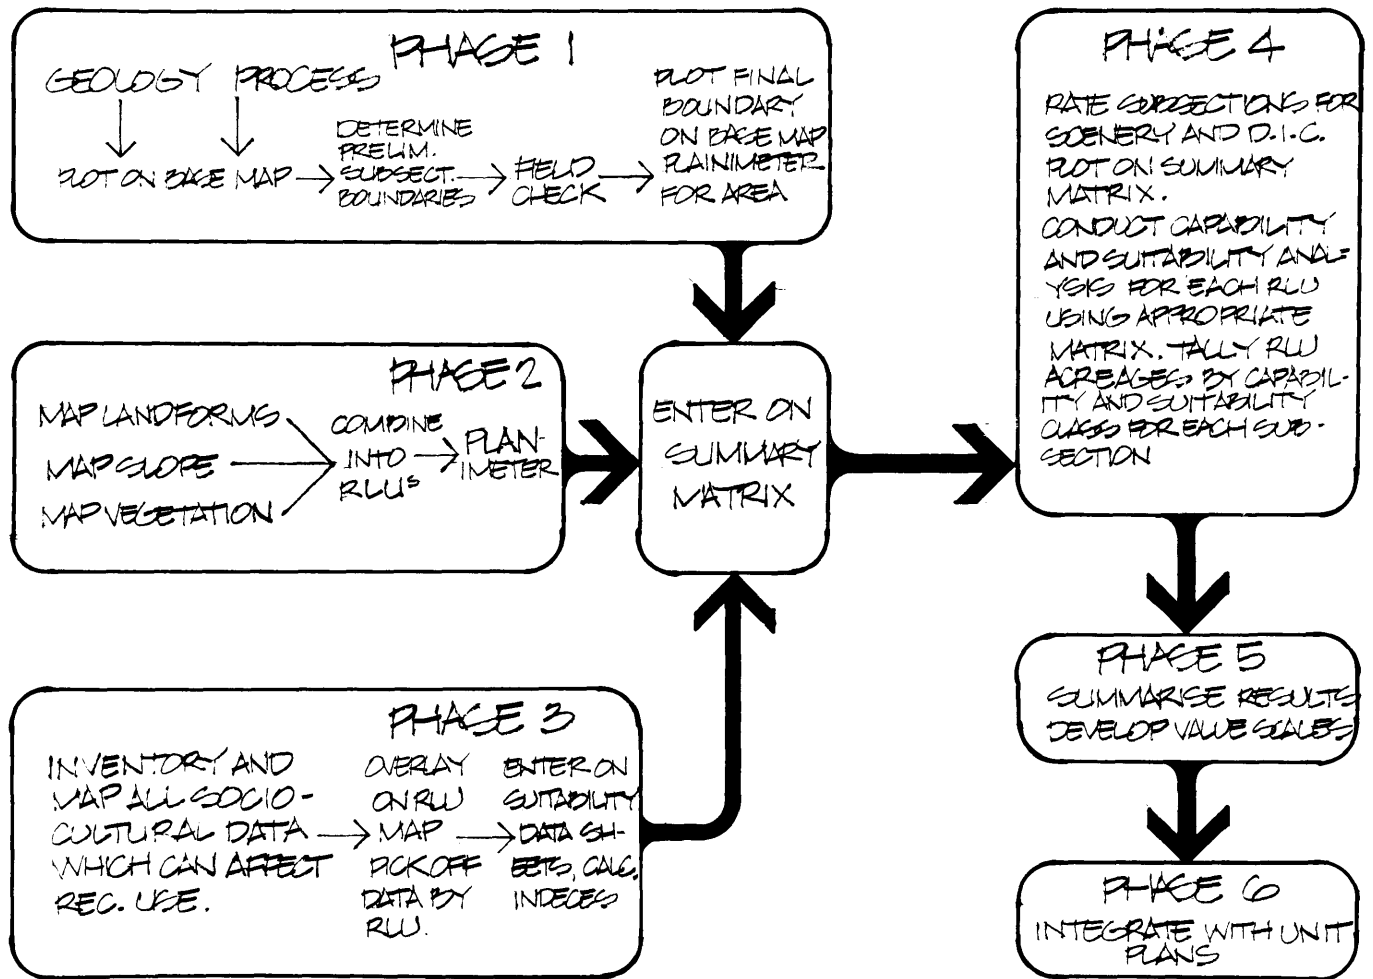 PHASE 1
GEOLOGY PROCESS
PLOT ON BASE MAP
DETERMINE
PRELIM.
SUBSECT.
BOUNDARIES
FIELD
CHECK
PLOT FINAL
BOUNDARY
ON BASE MAP
PLAINIMETER
FOR AREA
PHASE 2
MAP LANDFORMS
MAP SLOPE
MAP VEGETATION
COMBINE
INTO
RLUS
PLAN-
IMETER
PHASE 3
INVENTORY AND
MAP ALL SOCIO-
CULTURAL DATA
WHICH CAN AFFECT
REC. USE.
OVERLAY
ON RLU
MAP
PICK OFF
DATA BY
RLU.
ENTER ON
SUITABILITY
DATA SH-
EETS, CALC.
INDECES
ENTER ON
SUMMARY
MATRIX
PHASE 4
RATE SUBSECTIONS FOR
SCENERY AND D.I.C.
PLOT ON SUMMARY
MATRIX.
CONDUCT CAPABILITY
AND SUITABILITY ANAL-
YSIS FOR EACH RLU
USING APPROPRIATE
MATRIX. TALLY RLU
ACREAGES BY CAPABIL-
ITY AND SUITABILITY
CLASS FOR EACH SUB-
SECTION
PHASE 5
SUMMARISE RESULTS
DEVELOP VALUE SCALES
PHASE 6
INTEGRATE WITH UNIT
PLANS